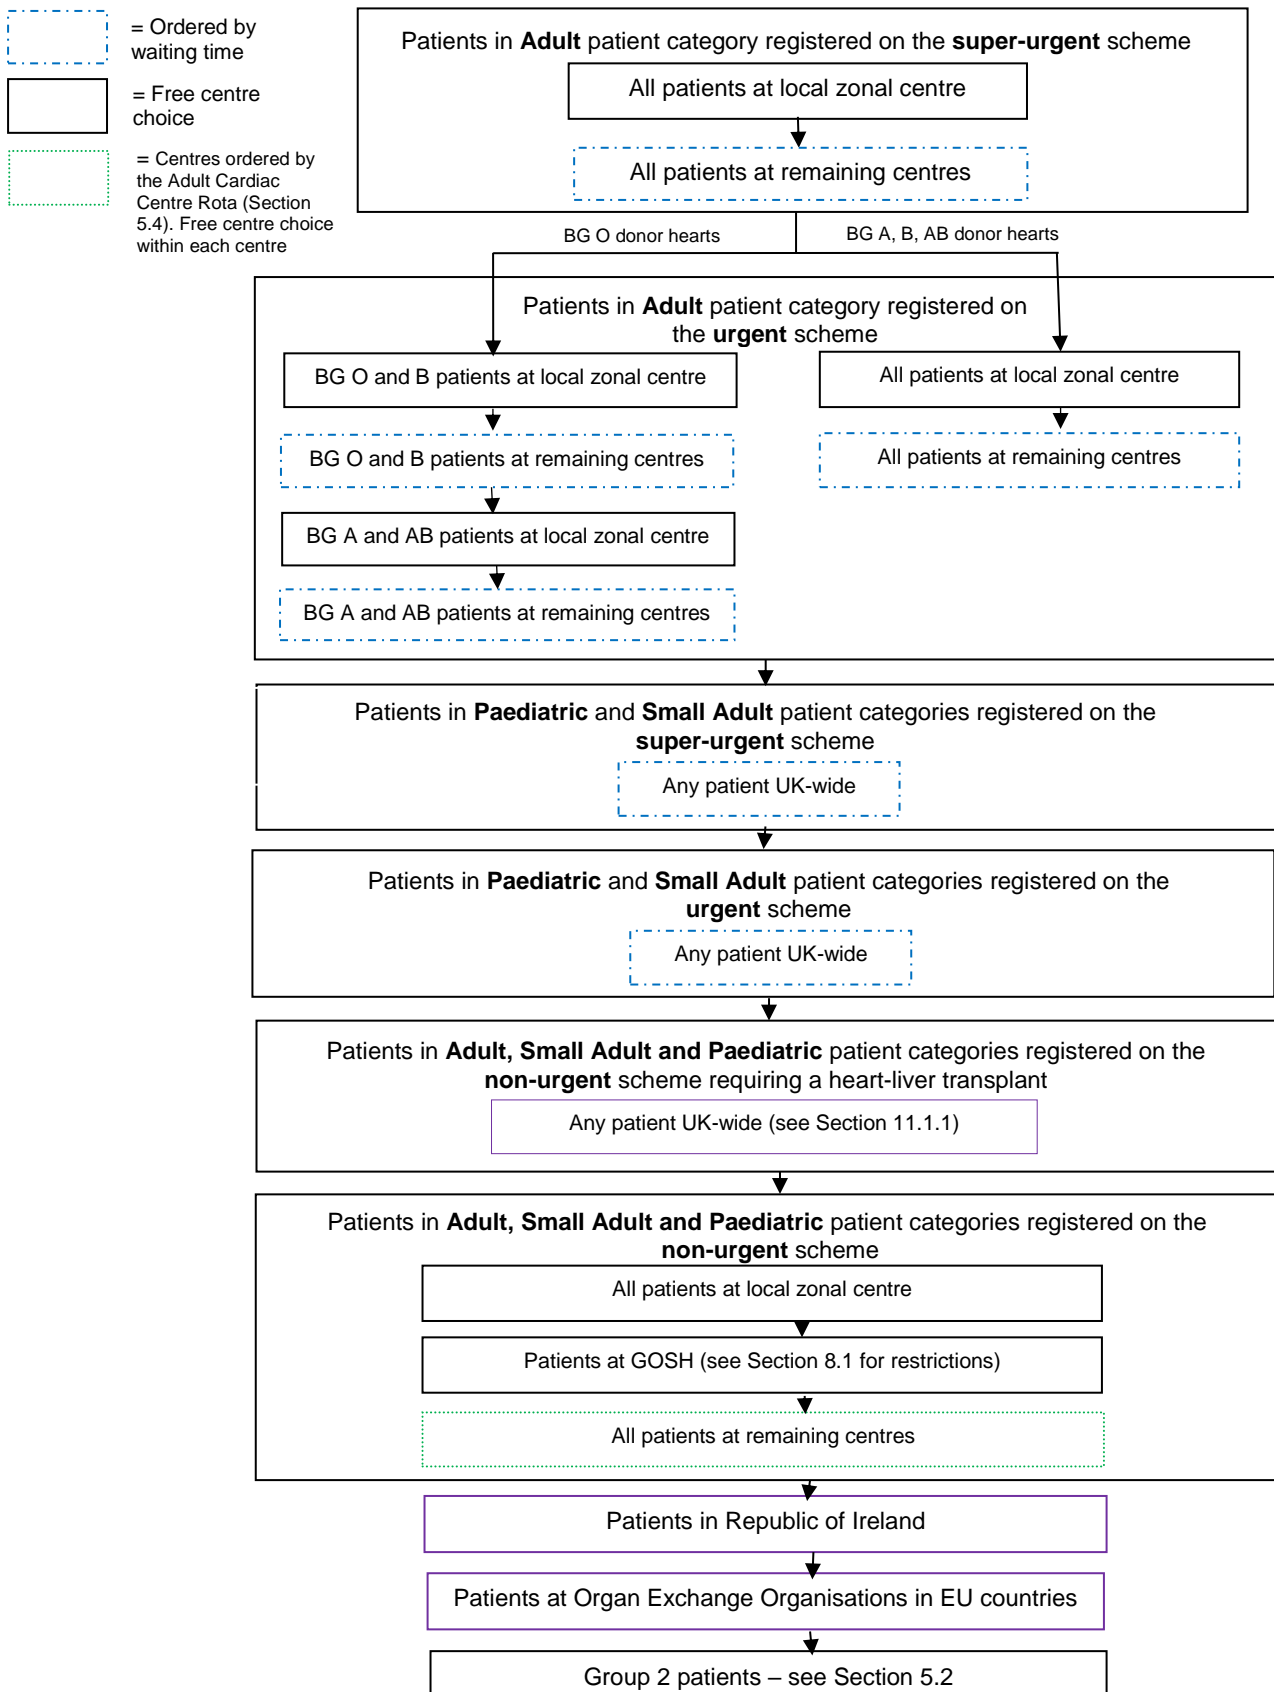 = Ordered by
waiting time
= Free centre
choice
= Centres ordered by
the Adult Cardiac
Centre Rota (Section
5.4). Free centre choice
within each centre
Patients in Adult patient category registered on the super-urgent scheme
All patients at local zonal centre
All patients at remaining centres
BG O donor hearts
BG A, B, AB donor hearts
Patients in Adult patient category registered on
the urgent scheme
BG O and B patients at local zonal centre
BG O and B patients at remaining centres
BG A and AB patients at local zonal centre
BG A and AB patients at remaining centres
All patients at local zonal centre
All patients at remaining centres
Patients in Paediatric and Small Adult patient categories registered on the
super-urgent scheme
Any patient UK-wide
Patients in Paediatric and Small Adult patient categories registered on the
urgent scheme
Any patient UK-wide
Patients in Adult, Small Adult and Paediatric patient categories registered on the
non-urgent scheme requiring a heart-liver transplant
Any patient UK-wide (see Section 11.1.1)
Patients in Adult, Small Adult and Paediatric patient categories registered on the
non-urgent scheme
All patients at local zonal centre
Patients at GOSH (see Section 8.1 for restrictions)
All patients at remaining centres
Patients in Republic of Ireland
Patients at Organ Exchange Organisations in EU countries
Group 2 patients – see Section 5.2